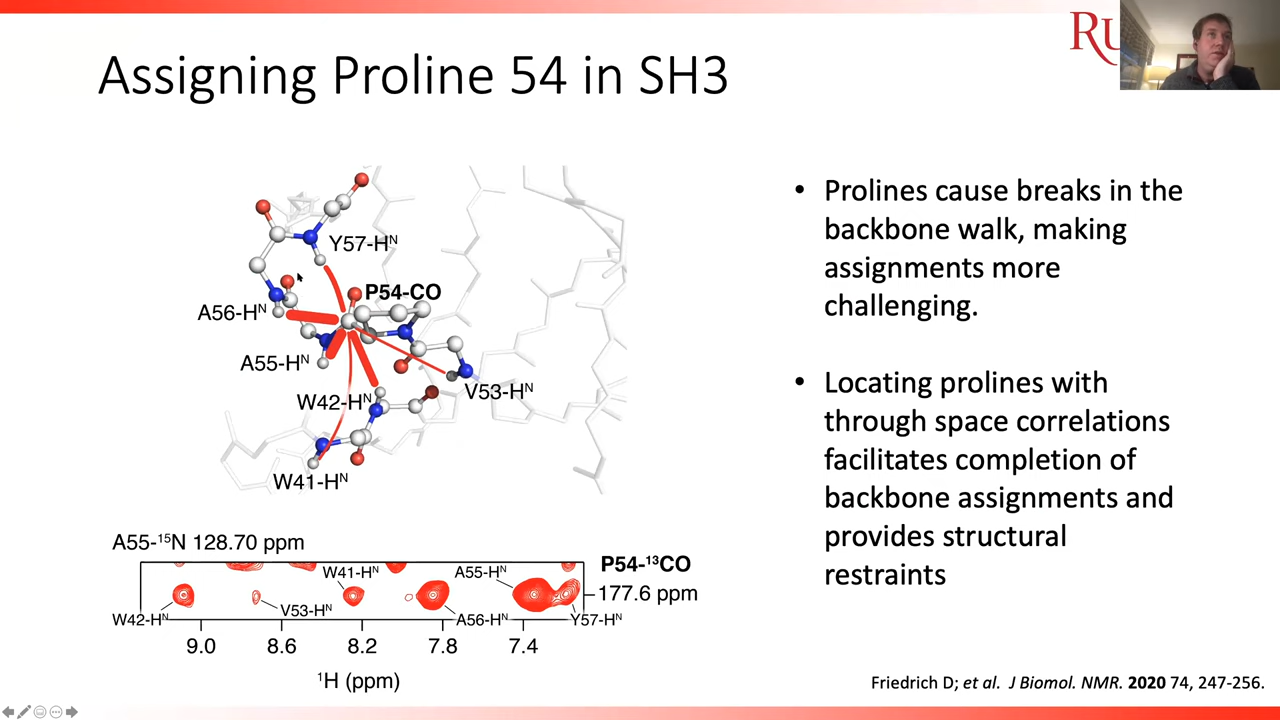 Assigning Proline 54 in SH3
RU
Y57-Hᴺ
P54-CO
A56-Hᴺ
A55-Hᴺ
W42-Hᴺ
V53-Hᴺ
W41-Hᴺ
• Prolines cause breaks in the
backbone walk, making
assignments more
challenging.
• Locating prolines with
through space correlations
facilitates completion of
backbone assignments and
provides structural
restraints
A55-¹⁵N 128.70 ppm
P54-¹³CO
W41-Hᴺ
A55-Hᴺ
177.6 ppm
W42-Hᴺ
V53-Hᴺ
A56-Hᴺ
Y57-Hᴺ
9.0 8.6 8.2 7.8 7.4
¹H (ppm)
Friedrich D; et al. J Biomol. NMR. 2020 74, 247-256.